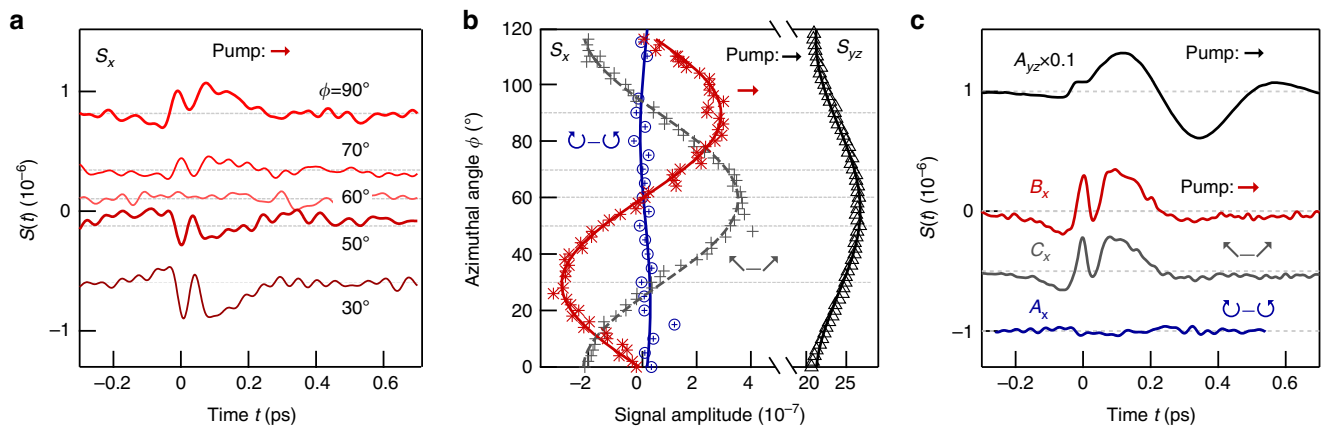 a
S_x
Pump: →
ϕ=90°
70°
60°
50°
30°
1
0
−1
S(t) (10⁻⁶)
−0.2 0 0.2 0.4 0.6
Time t (ps)
b
S_x
Pump: →
S_yz
120
100
80
60
40
20
0
Azimuthal angle ϕ (°)
−2 0 2 4 20 25
Signal amplitude (10⁻⁷)
c
A_yz×0.1
Pump: →
B_x
Pump: →
C_x
A_x
1
0
−1
S(t) (10⁻⁶)
−0.2 0 0.2 0.4 0.6
Time t (ps)